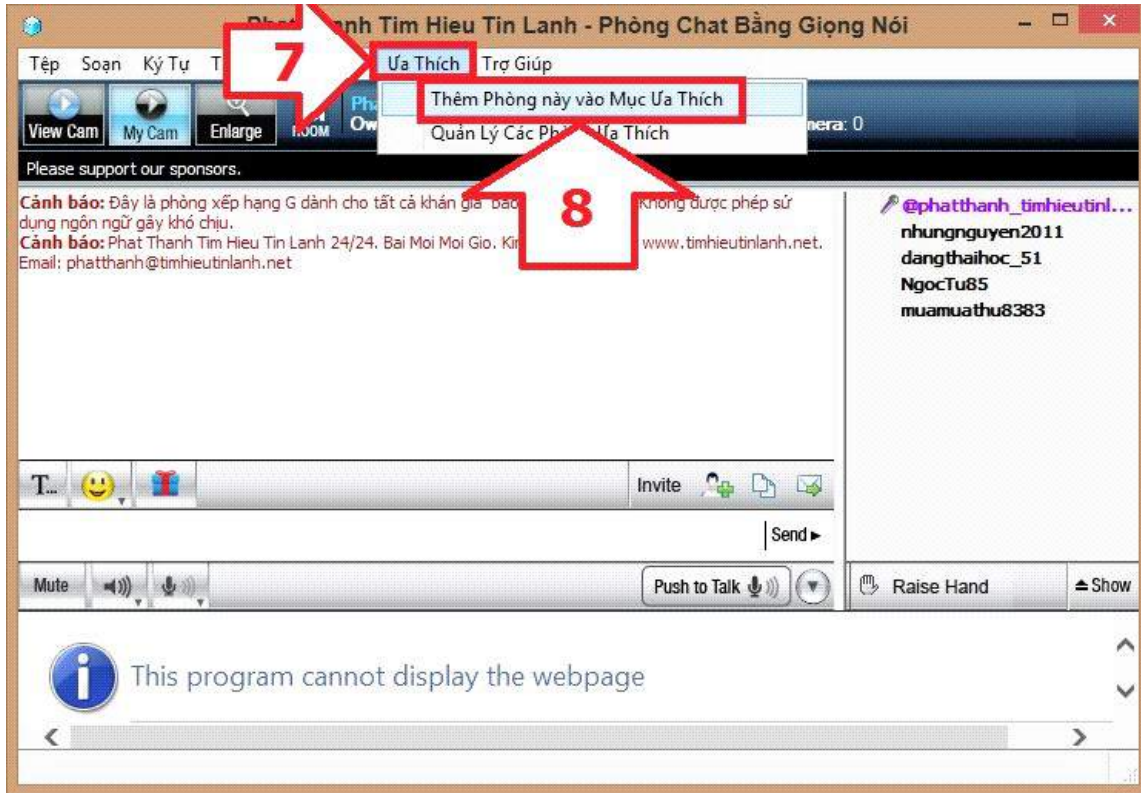 Phat Thanh Tim Hieu Tin Lanh - Phòng Chat Bằng Giọng Nói
Tệp Soạn Ký Tự Ưa Thích Trợ Giúp
7
Thêm Phòng này vào Mục Ưa Thích
Quản Lý Các Ưa Thích
View Cam My Cam Enlarge ROOM : 0
Please support our sponsors.
Cảnh báo: Đây là phòng xếp hạng G dành cho tất cả khán giả Không được phép sử
dụng ngôn ngữ gây khó chịu.
Cảnh báo: Phat Thanh Tim Hieu Tin Lanh 24/24. Bai Moi Moi Gio. www.timhieutinlanh.net.
Email: phatthanh@timhieutinlanh.net
8
@phatthanh_timhieutinl...
nhungnguyen2011
dangthaihoc_51
NgocTu85
muamuathu8383
T... Invite
Send
Mute Push to Talk Raise Hand Show
This program cannot display the webpage